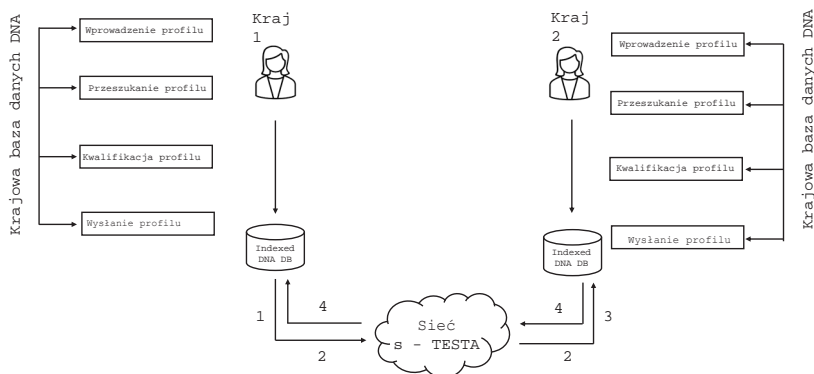 Krajowa baza danych DNA
Wprowadzenie profilu
Przeszukanie profilu
Kwalifikacja profilu
Wysłanie profilu
Kraj
1
Indexed
DNA DB
1
4
2
Sieć
s - TESTA
Kraj
2
Indexed
DNA DB
4
3
2
Wprowadzenie profilu
Przeszukanie profilu
Kwalifikacja profilu
Wysłanie profilu
Krajowa baza danych DNA